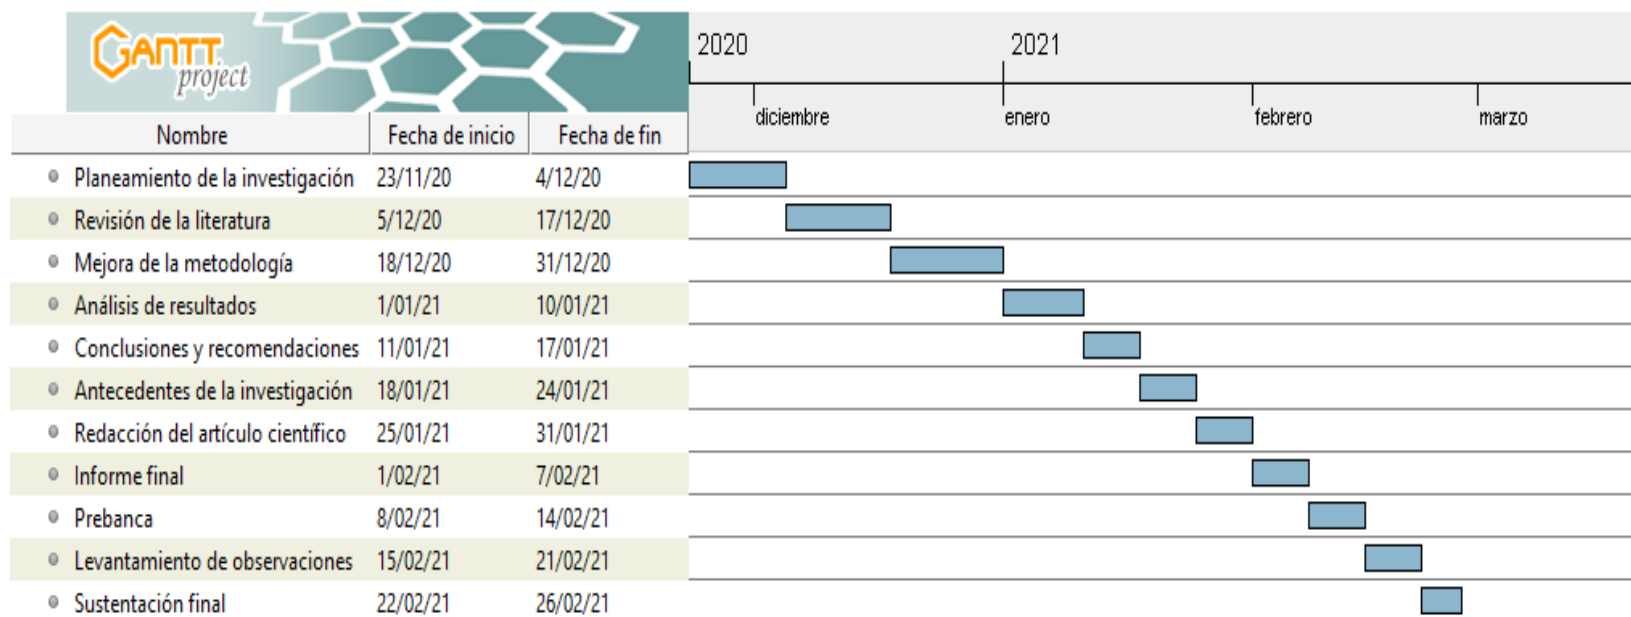 GANTT
project
2020 2021
diciembre enero febrero marzo
Nombre Fecha de inicio Fecha de fin
Planeamiento de la investigación 23/11/20 4/12/20
Revisión de la literatura 5/12/20 17/12/20
Mejora de la metodología 18/12/20 31/12/20
Análisis de resultados 1/01/21 10/01/21
Conclusiones y recomendaciones 11/01/21 17/01/21
Antecedentes de la investigación 18/01/21 24/01/21
Redacción del artículo científico 25/01/21 31/01/21
Informe final 1/02/21 7/02/21
Prebanca 8/02/21 14/02/21
Levantamiento de observaciones 15/02/21 21/02/21
Sustentación final 22/02/21 26/02/21